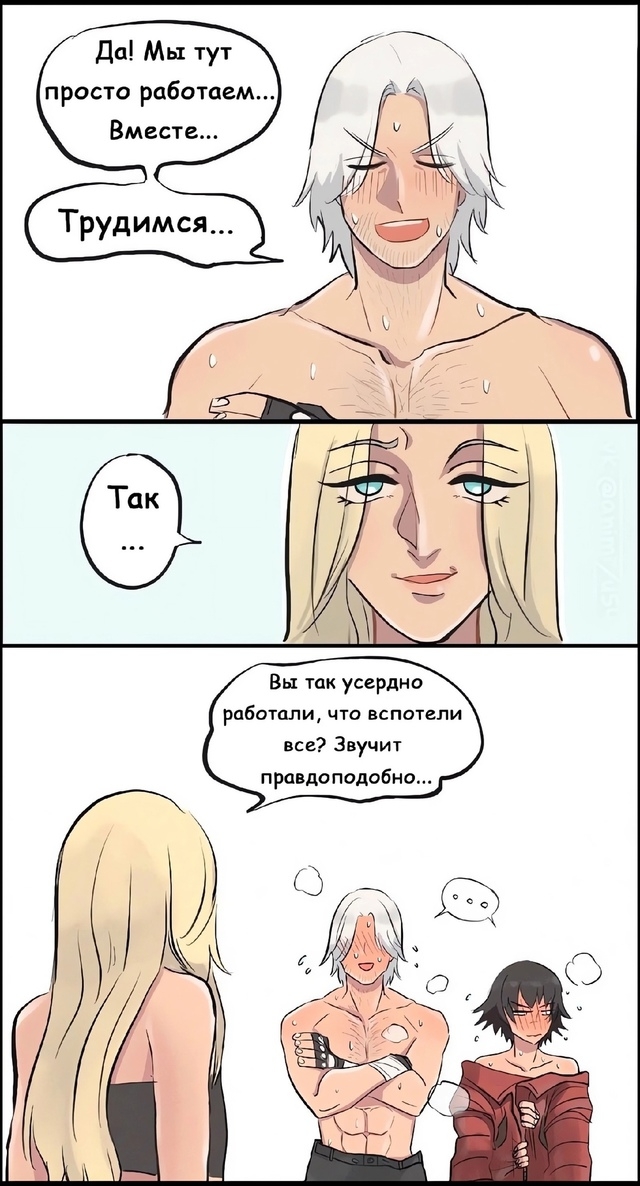 Да! Мы тут
просто работаем...
Вместе...
Трудимся...
Так
...
Вы так усердно
работали, что вспотели
все? Звучит
правдоподобно...
...